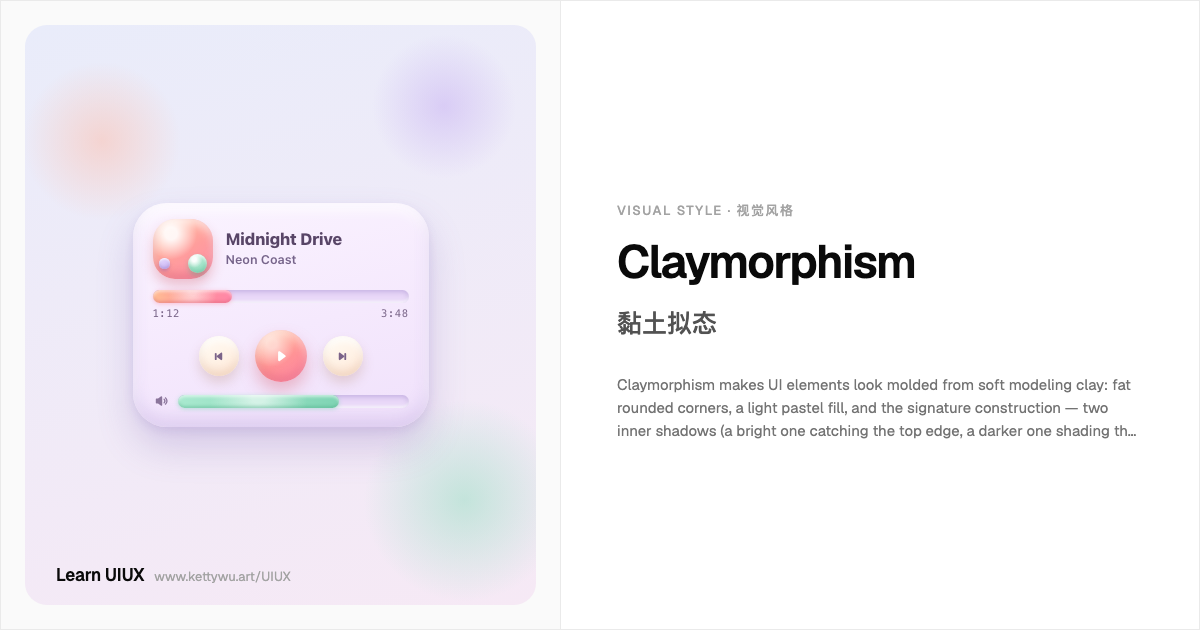 Midnight Drive
Neon Coast
1:12 3:48
Learn UIUX www.kettywu.art/UIUX
VISUAL STYLE · 视觉风格
Claymorphism
黏土拟态
Claymorphism makes UI elements look molded from soft modeling clay: fat
rounded corners, a light pastel fill, and the signature construction — two
inner shadows (a bright one catching the top edge, a darker one shading th…